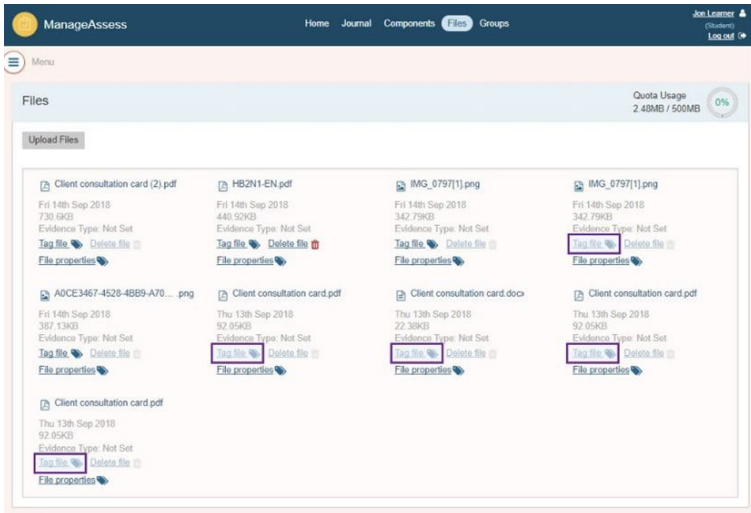 ManageAssess
Home Journal Components Files Groups
Jon Learner
(Student)
Log out
Menu
Files
Quota Usage
2.48MB / 500MB
0%
Upload Files
Client consultation card (2).pdf
Fri 14th Sep 2018
730.6KB
Evidence Type: Not Set
Tag file Delete file
File properties
HB2N1-EN.pdf
Fri 14th Sep 2018
440.92KB
Evidence Type: Not Set
Tag file Delete file
File properties
IMG_0797[1].png
Fri 14th Sep 2018
342.79KB
Evidence Type: Not Set
Tag file Delete file
File properties
IMG_0797[1].png
Fri 14th Sep 2018
342.79KB
Evidence Type: Not Set
Tag file Delete file
File properties
A0CE3467-4528-4BB9-A70... .png
Fri 14th Sep 2018
387.13KB
Evidence Type: Not Set
Tag file Delete file
File properties
Client consultation card.pdf
Thu 13th Sep 2018
92.05KB
Evidence Type: Not Set
Tag file Delete file
File properties
Client consultation card.docx
Thu 13th Sep 2018
22.38KB
Evidence Type: Not Set
Tag file Delete file
File properties
Client consultation card.pdf
Thu 13th Sep 2018
92.05KB
Evidence Type: Not Set
Tag file Delete file
File properties
Client consultation card.pdf
Thu 13th Sep 2018
92.05KB
Evidence Type: Not Set
Tag file Delete file
File properties